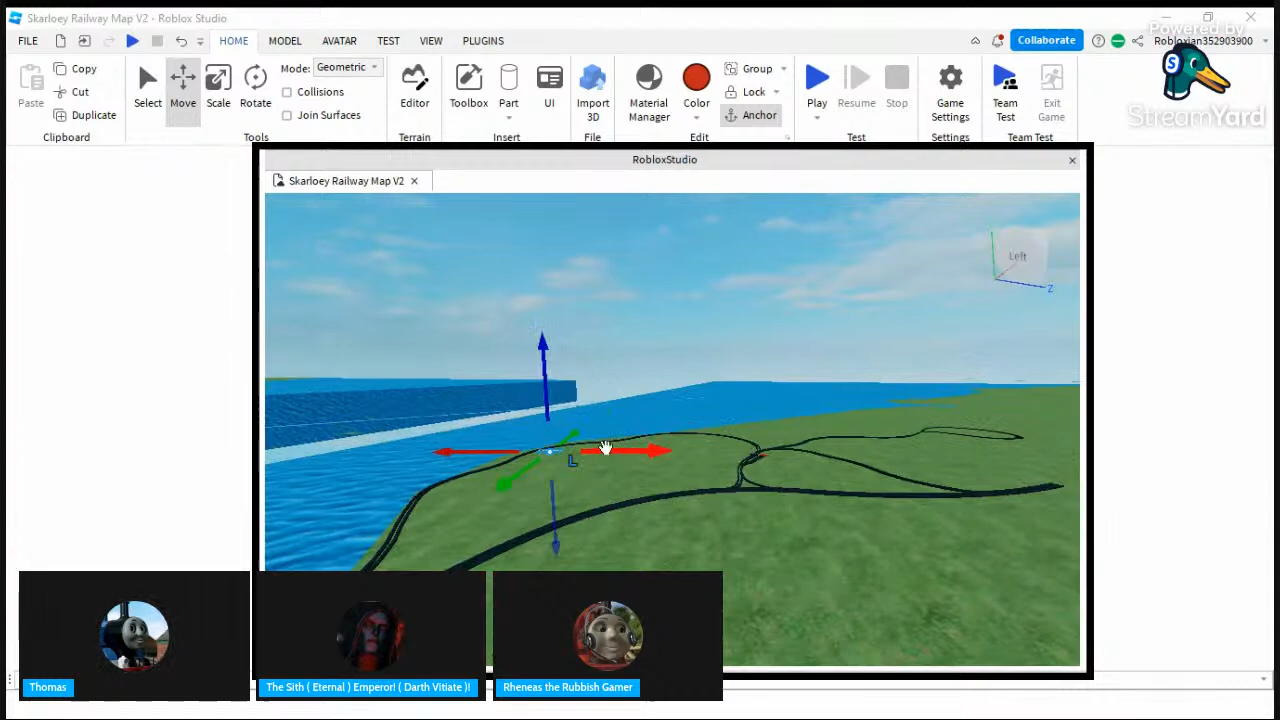 Skarloey Railway Map V2 - Roblox Studio
Powered by
FILE HOME MODEL AVATAR TEST VIEW PLUGINS Collaborate Robloxian352903900
StreamYard
Paste Copy Cut Duplicate
Clipboard
Select Move Scale Rotate Mode: Geometric Collisions Join Surfaces
Tools
Editor
Terrain
Toolbox Part UI
Insert
Import 3D
File
Material Manager Color Group Lock Anchor
Edit
Play Resume Stop
Test
Game Settings
Settings
Team Test Exit Game
Team Test
RobloxStudio
Skarloey Railway Map V2
Left
Z
L
Thomas
The Sith ( Eternal ) Emperor! ( Darth Vitiate )!
Rheneas the Rubbish Gamer